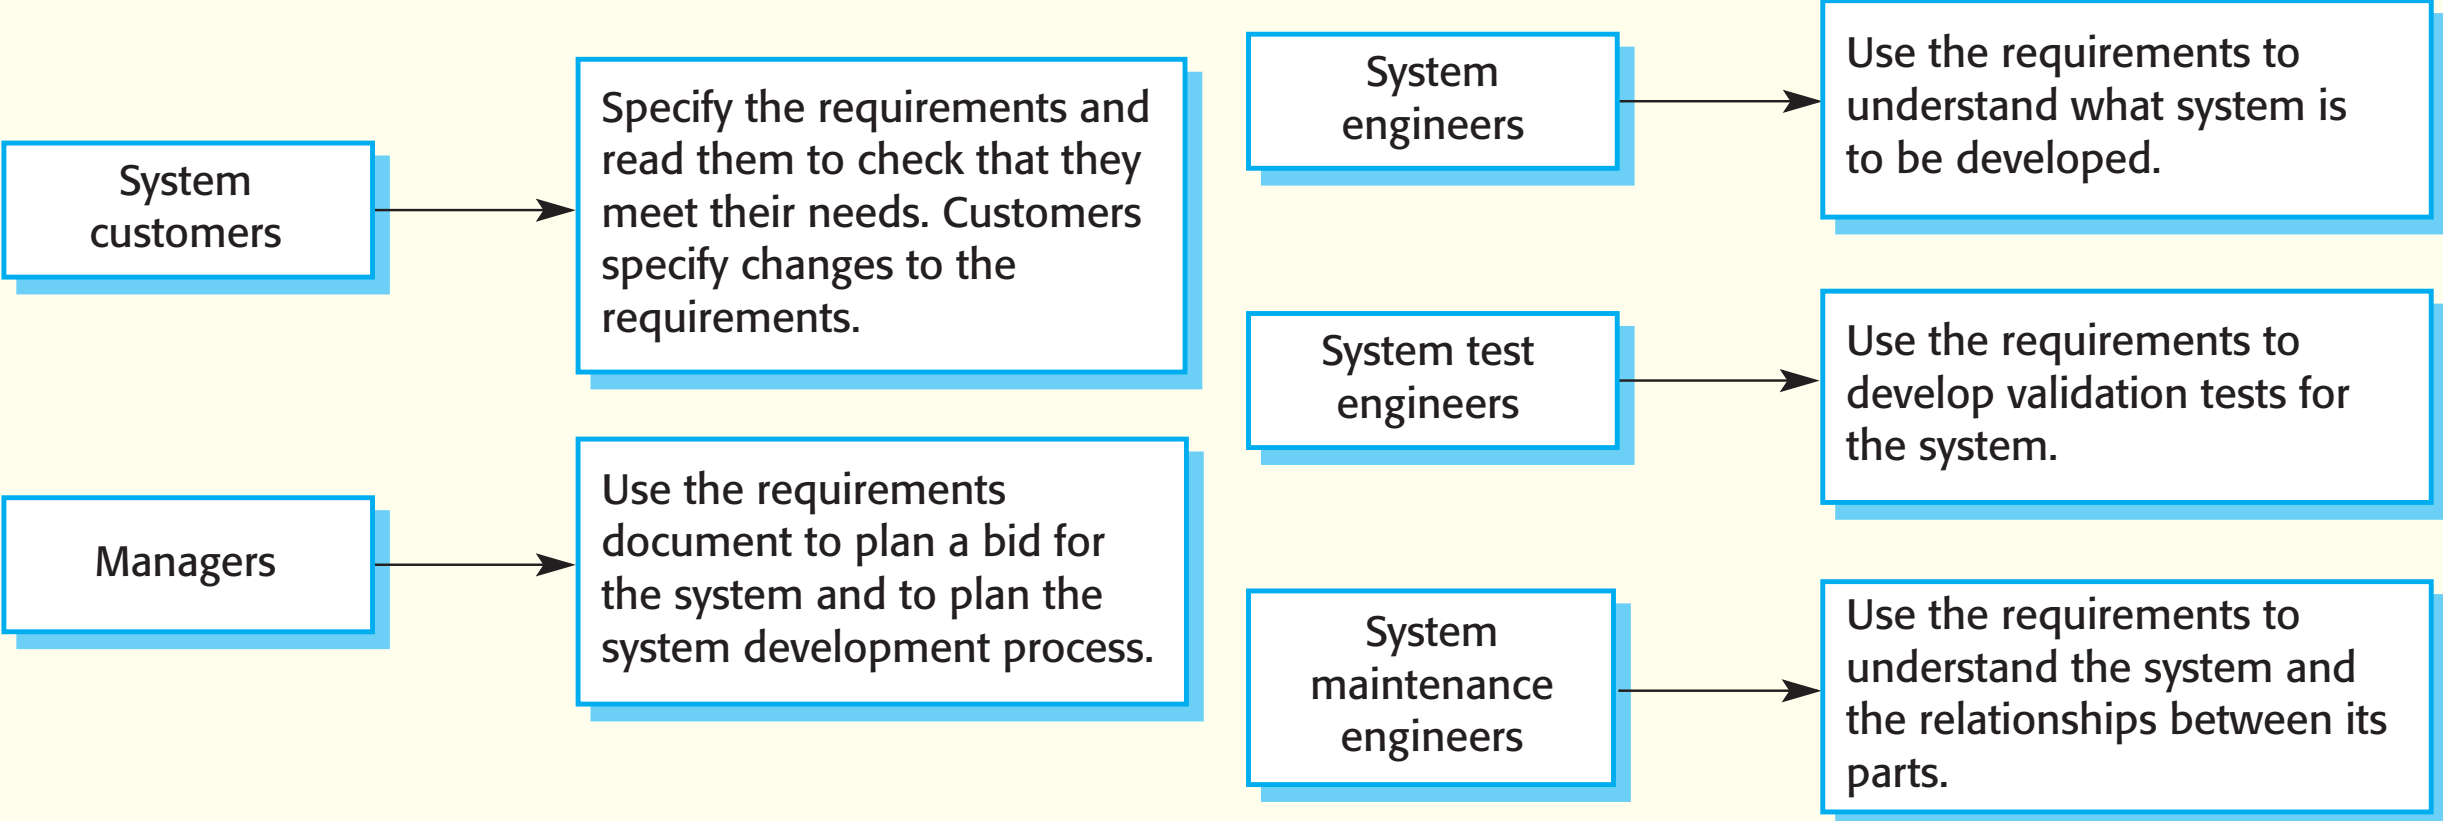 System
customers
Specify the requirements and
read them to check that they
meet their needs. Customers
specify changes to the
requirements.
Managers
Use the requirements
document to plan a bid for
the system and to plan the
system development process.
System
engineers
Use the requirements to
understand what system is
to be developed.
System test
engineers
Use the requirements to
develop validation tests for
the system.
System
maintenance
engineers
Use the requirements to
understand the system and
the relationships between its
parts.